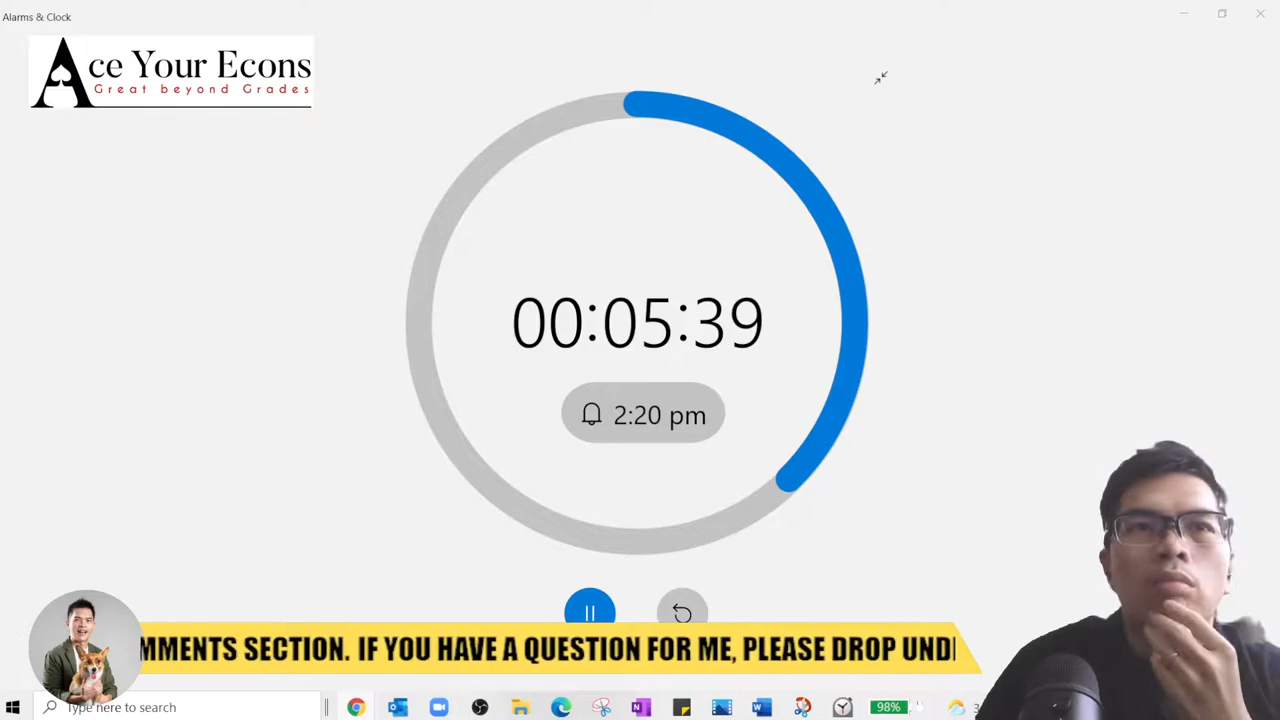 Alarms & Clock
Ace Your Econs
Great beyond Grades
00:05:39
2:20 pm
MMENTS SECTION. IF YOU HAVE A QUESTION FOR ME, PLEASE DROP UND
Type here to search
98%